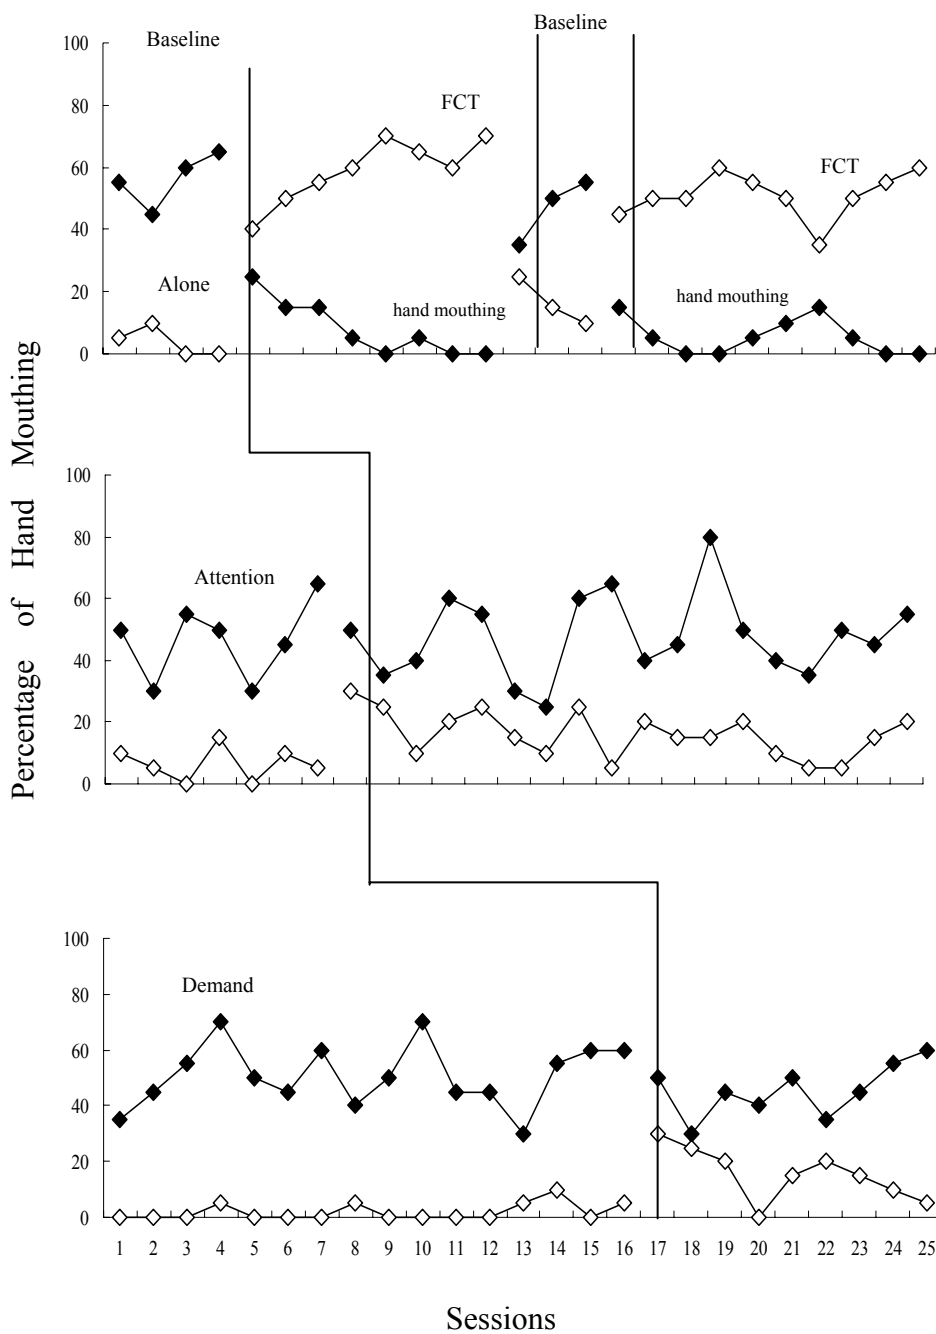 Baseline
Baseline
100
80
60
40
20
0
FCT
FCT
Alone
hand mouthing
hand mouthing
Percentage of Hand Mouthing
100
80
60
40
20
0
Attention
100
80
60
40
20
0
Demand
1 2 3 4 5 6 7 8 9 10 11 12 13 14 15 16 17 18 19 20 21 22 23 24 25
Sessions